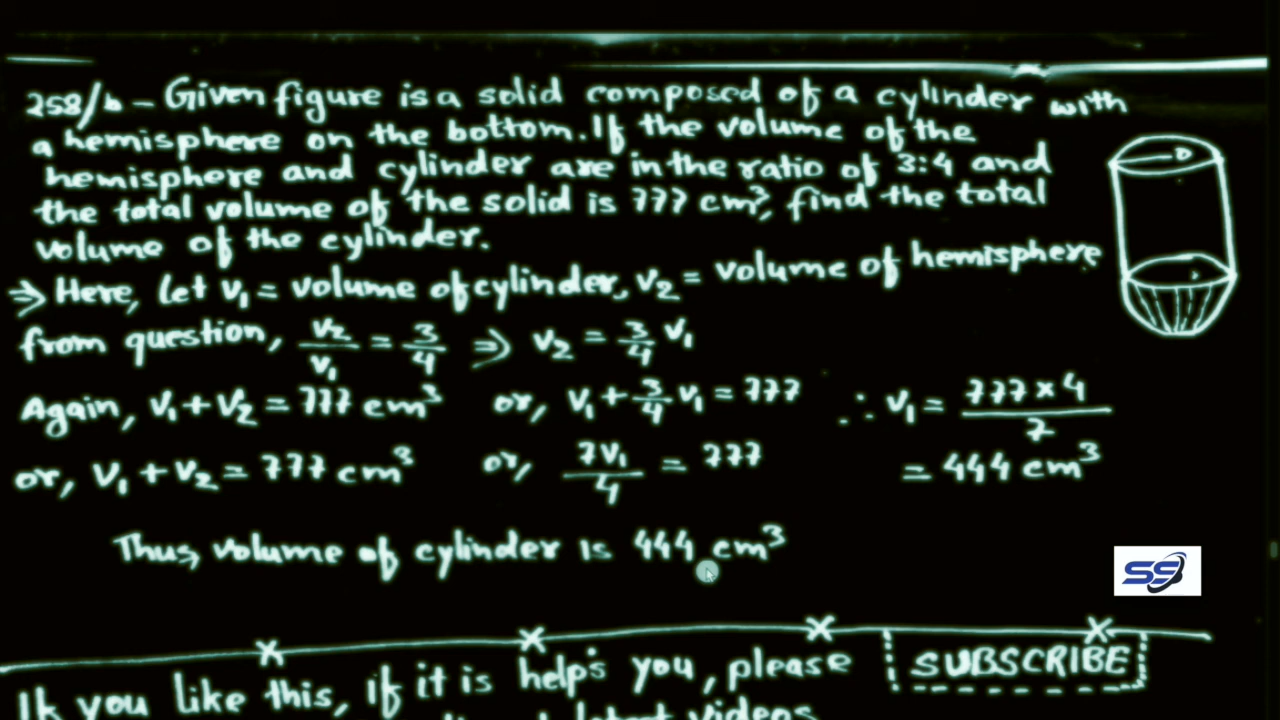 258/b - Given figure is a solid composed of a cylinder with
a hemisphere on the bottom. If the volume of the
hemisphere and cylinder are in the ratio of 3:4 and
the total volume of the solid is 777 cm³, find the total
volume of the cylinder.
⇒ Here, let v₁ = volume of cylinder, v₂ = volume of hemisphere
from question, v₂/v₁ = 3/4 ⇒ v₂ = 3/4 v₁
Again, v₁ + v₂ = 777 cm³ or, v₁ + 3/4 v₁ = 777 ∴ v₁ = 777 × 4 / 7
or, v₁ + v₂ = 777 cm³ or, 7v₁/4 = 777 = 444 cm³
Thus, volume of cylinder is 444 cm³
SS
If you like this, if it is help's you, please SUBSCRIBE
latest videos